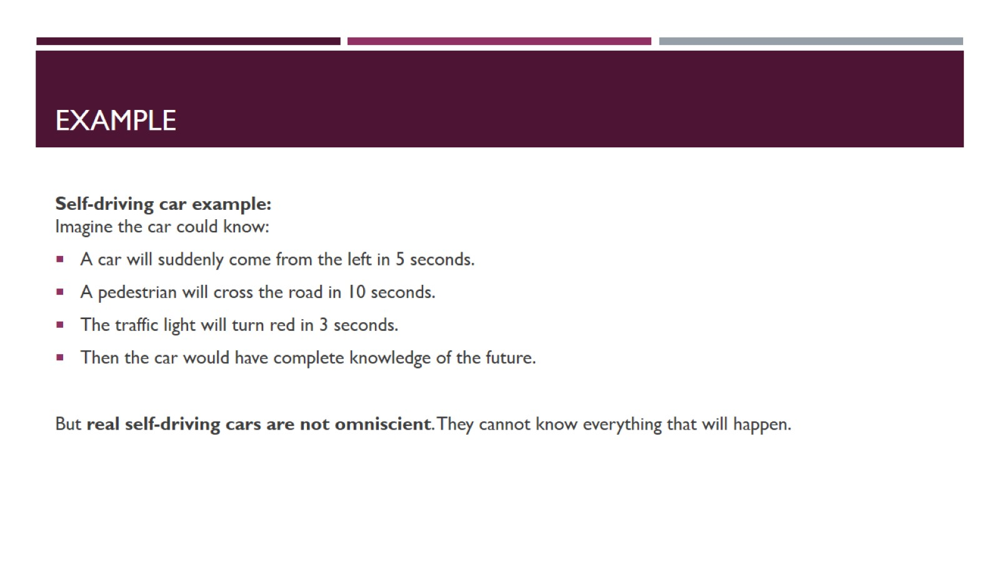 EXAMPLE
Self-driving car example:
Imagine the car could know:
▪ A car will suddenly come from the left in 5 seconds.
▪ A pedestrian will cross the road in 10 seconds.
▪ The traffic light will turn red in 3 seconds.
▪ Then the car would have complete knowledge of the future.
But real self-driving cars are not omniscient. They cannot know everything that will happen.